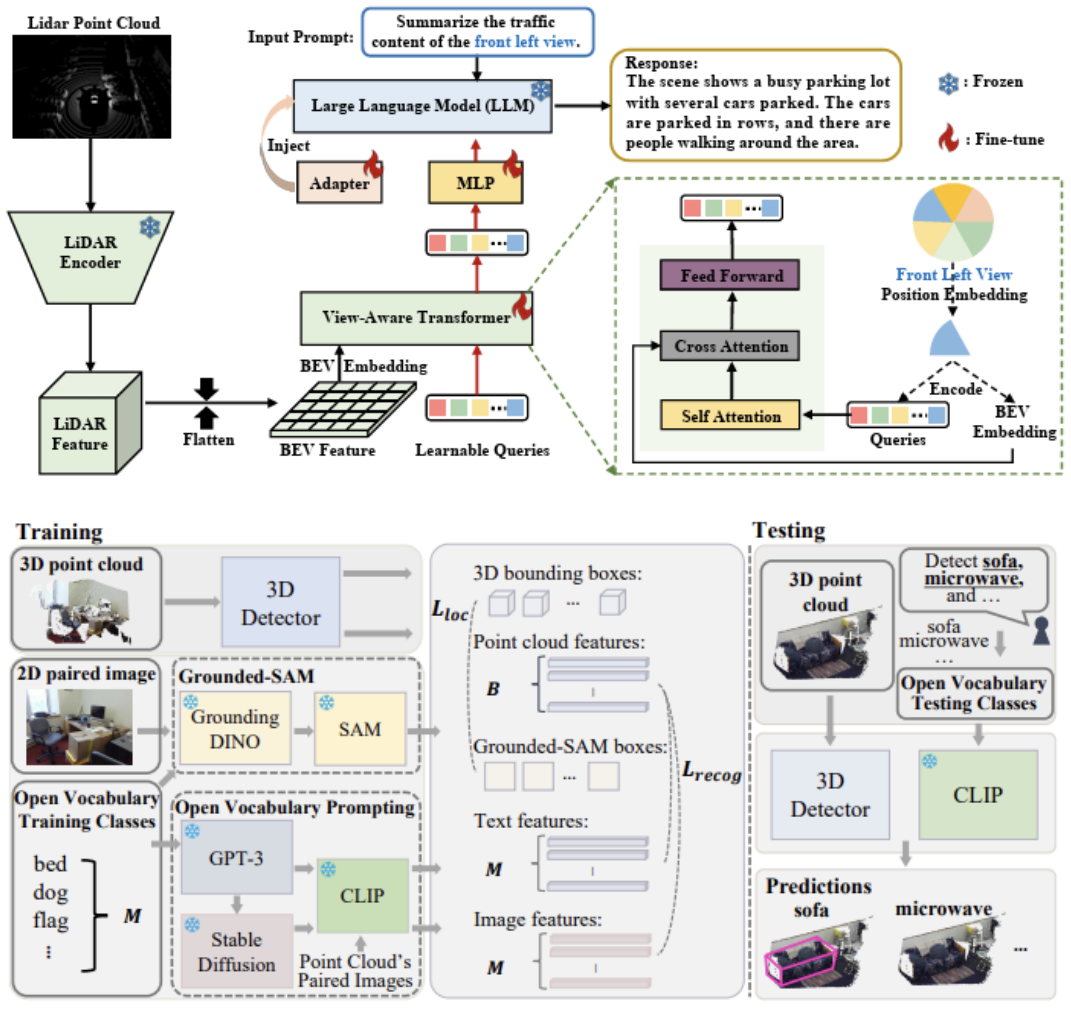 Lidar Point Cloud
Input Prompt:
Summarize the traffic
content of the front left view.
Large Language Model (LLM)
Response:
The scene shows a busy parking lot
with several cars parked. The cars
are parked in rows, and there are
people walking around the area.
: Frozen
: Fine-tune
Inject
Adapter
MLP
LiDAR
Encoder
View-Aware Transformer
BEV Embedding
LiDAR
Feature
Flatten
BEV Feature
Learnable Queries
Feed Forward
Cross Attention
Self Attention
Front Left View
Position Embedding
Encode
Queries
BEV
Embedding
Training
3D point cloud
3D
Detector
2D paired image
Grounded-SAM
Grounding
DINO
SAM
Open Vocabulary
Training Classes
bed
dog
flag
...
M
Open Vocabulary Prompting
GPT-3
CLIP
Stable
Diffusion
Point Cloud's
Paired Images
L_loc
3D bounding boxes:
...
Point cloud features:
B
Grounded-SAM boxes:
...
L_recog
Text features:
M
Image features:
M
Testing
3D point
cloud
Detect sofa,
microwave,
and ...
sofa
microwave
...
Open Vocabulary
Testing Classes
3D
Detector
CLIP
Predictions
sofa
microwave
...